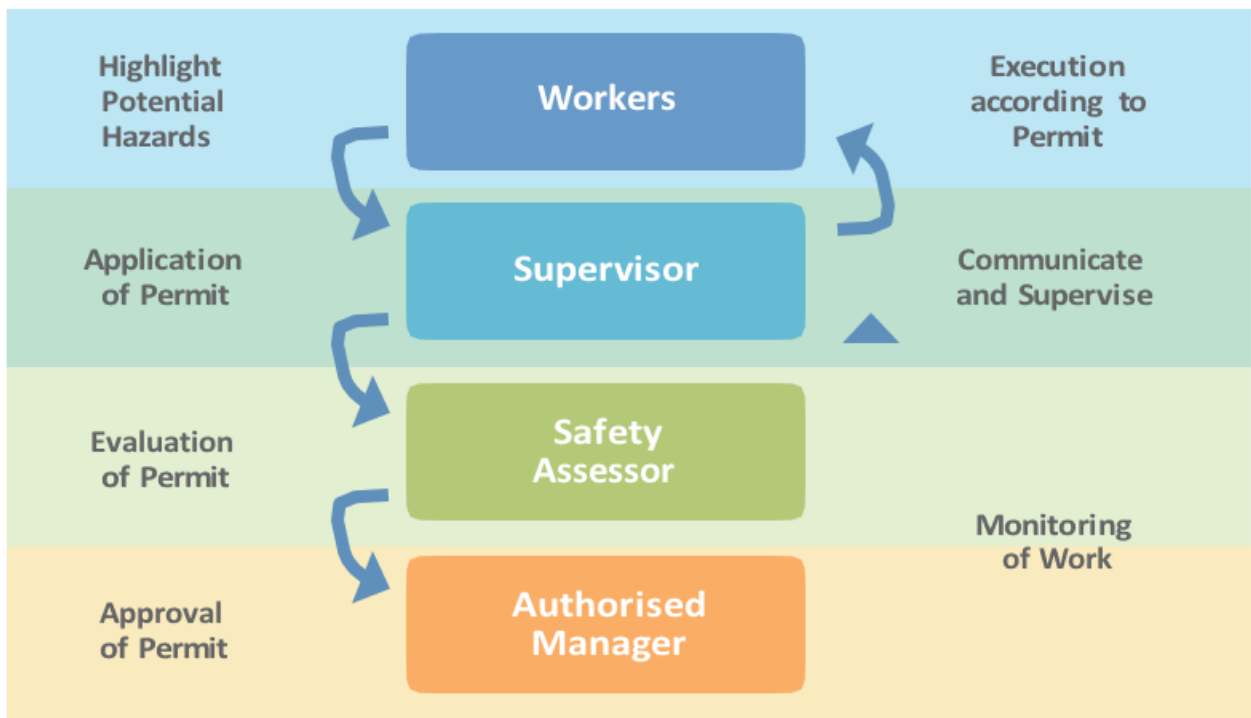 Highlight
Potential
Hazards
Workers
Execution
according to
Permit
Application
of Permit
Supervisor
Communicate
and Supervise
Evaluation
of Permit
Safety
Assessor
Monitoring
of Work
Approval
of Permit
Authorised
Manager